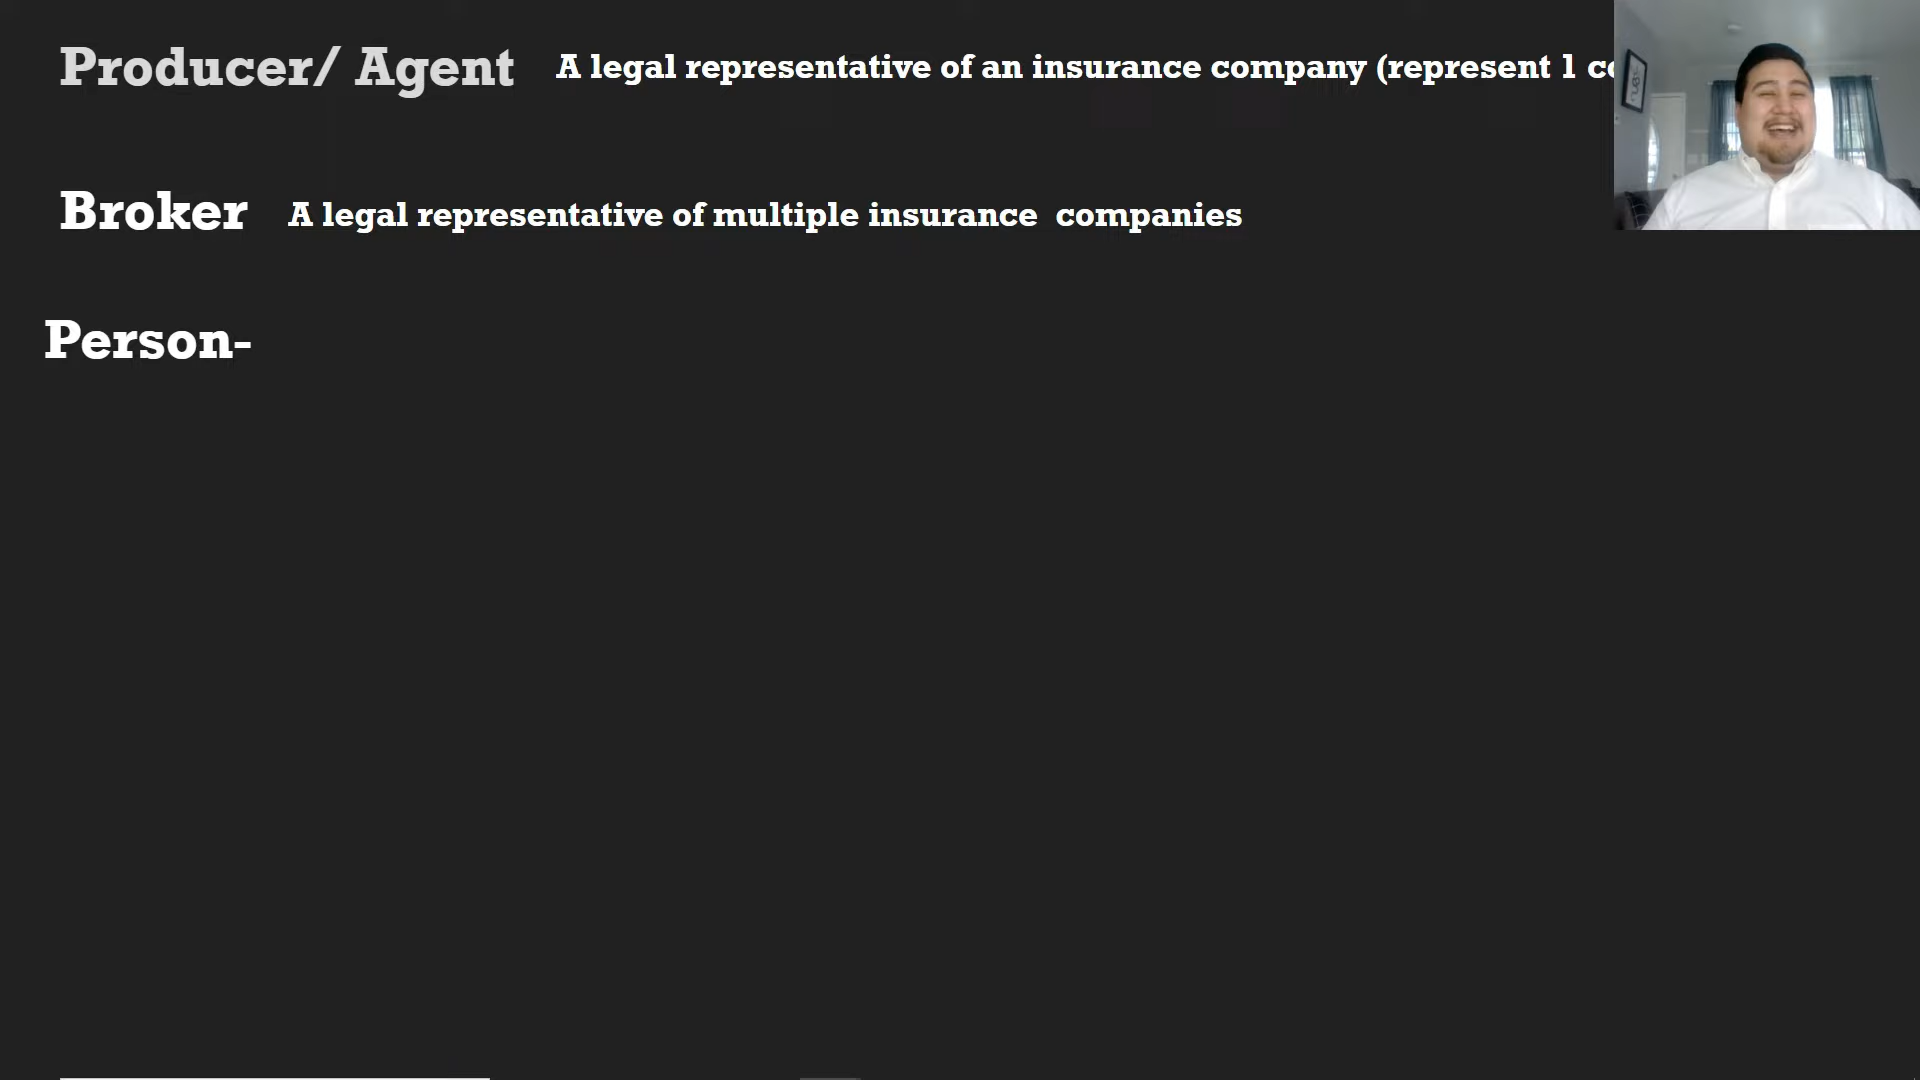 Producer/ Agent A legal representative of an insurance company (represent 1
Broker A legal representative of multiple insurance companies
Person-